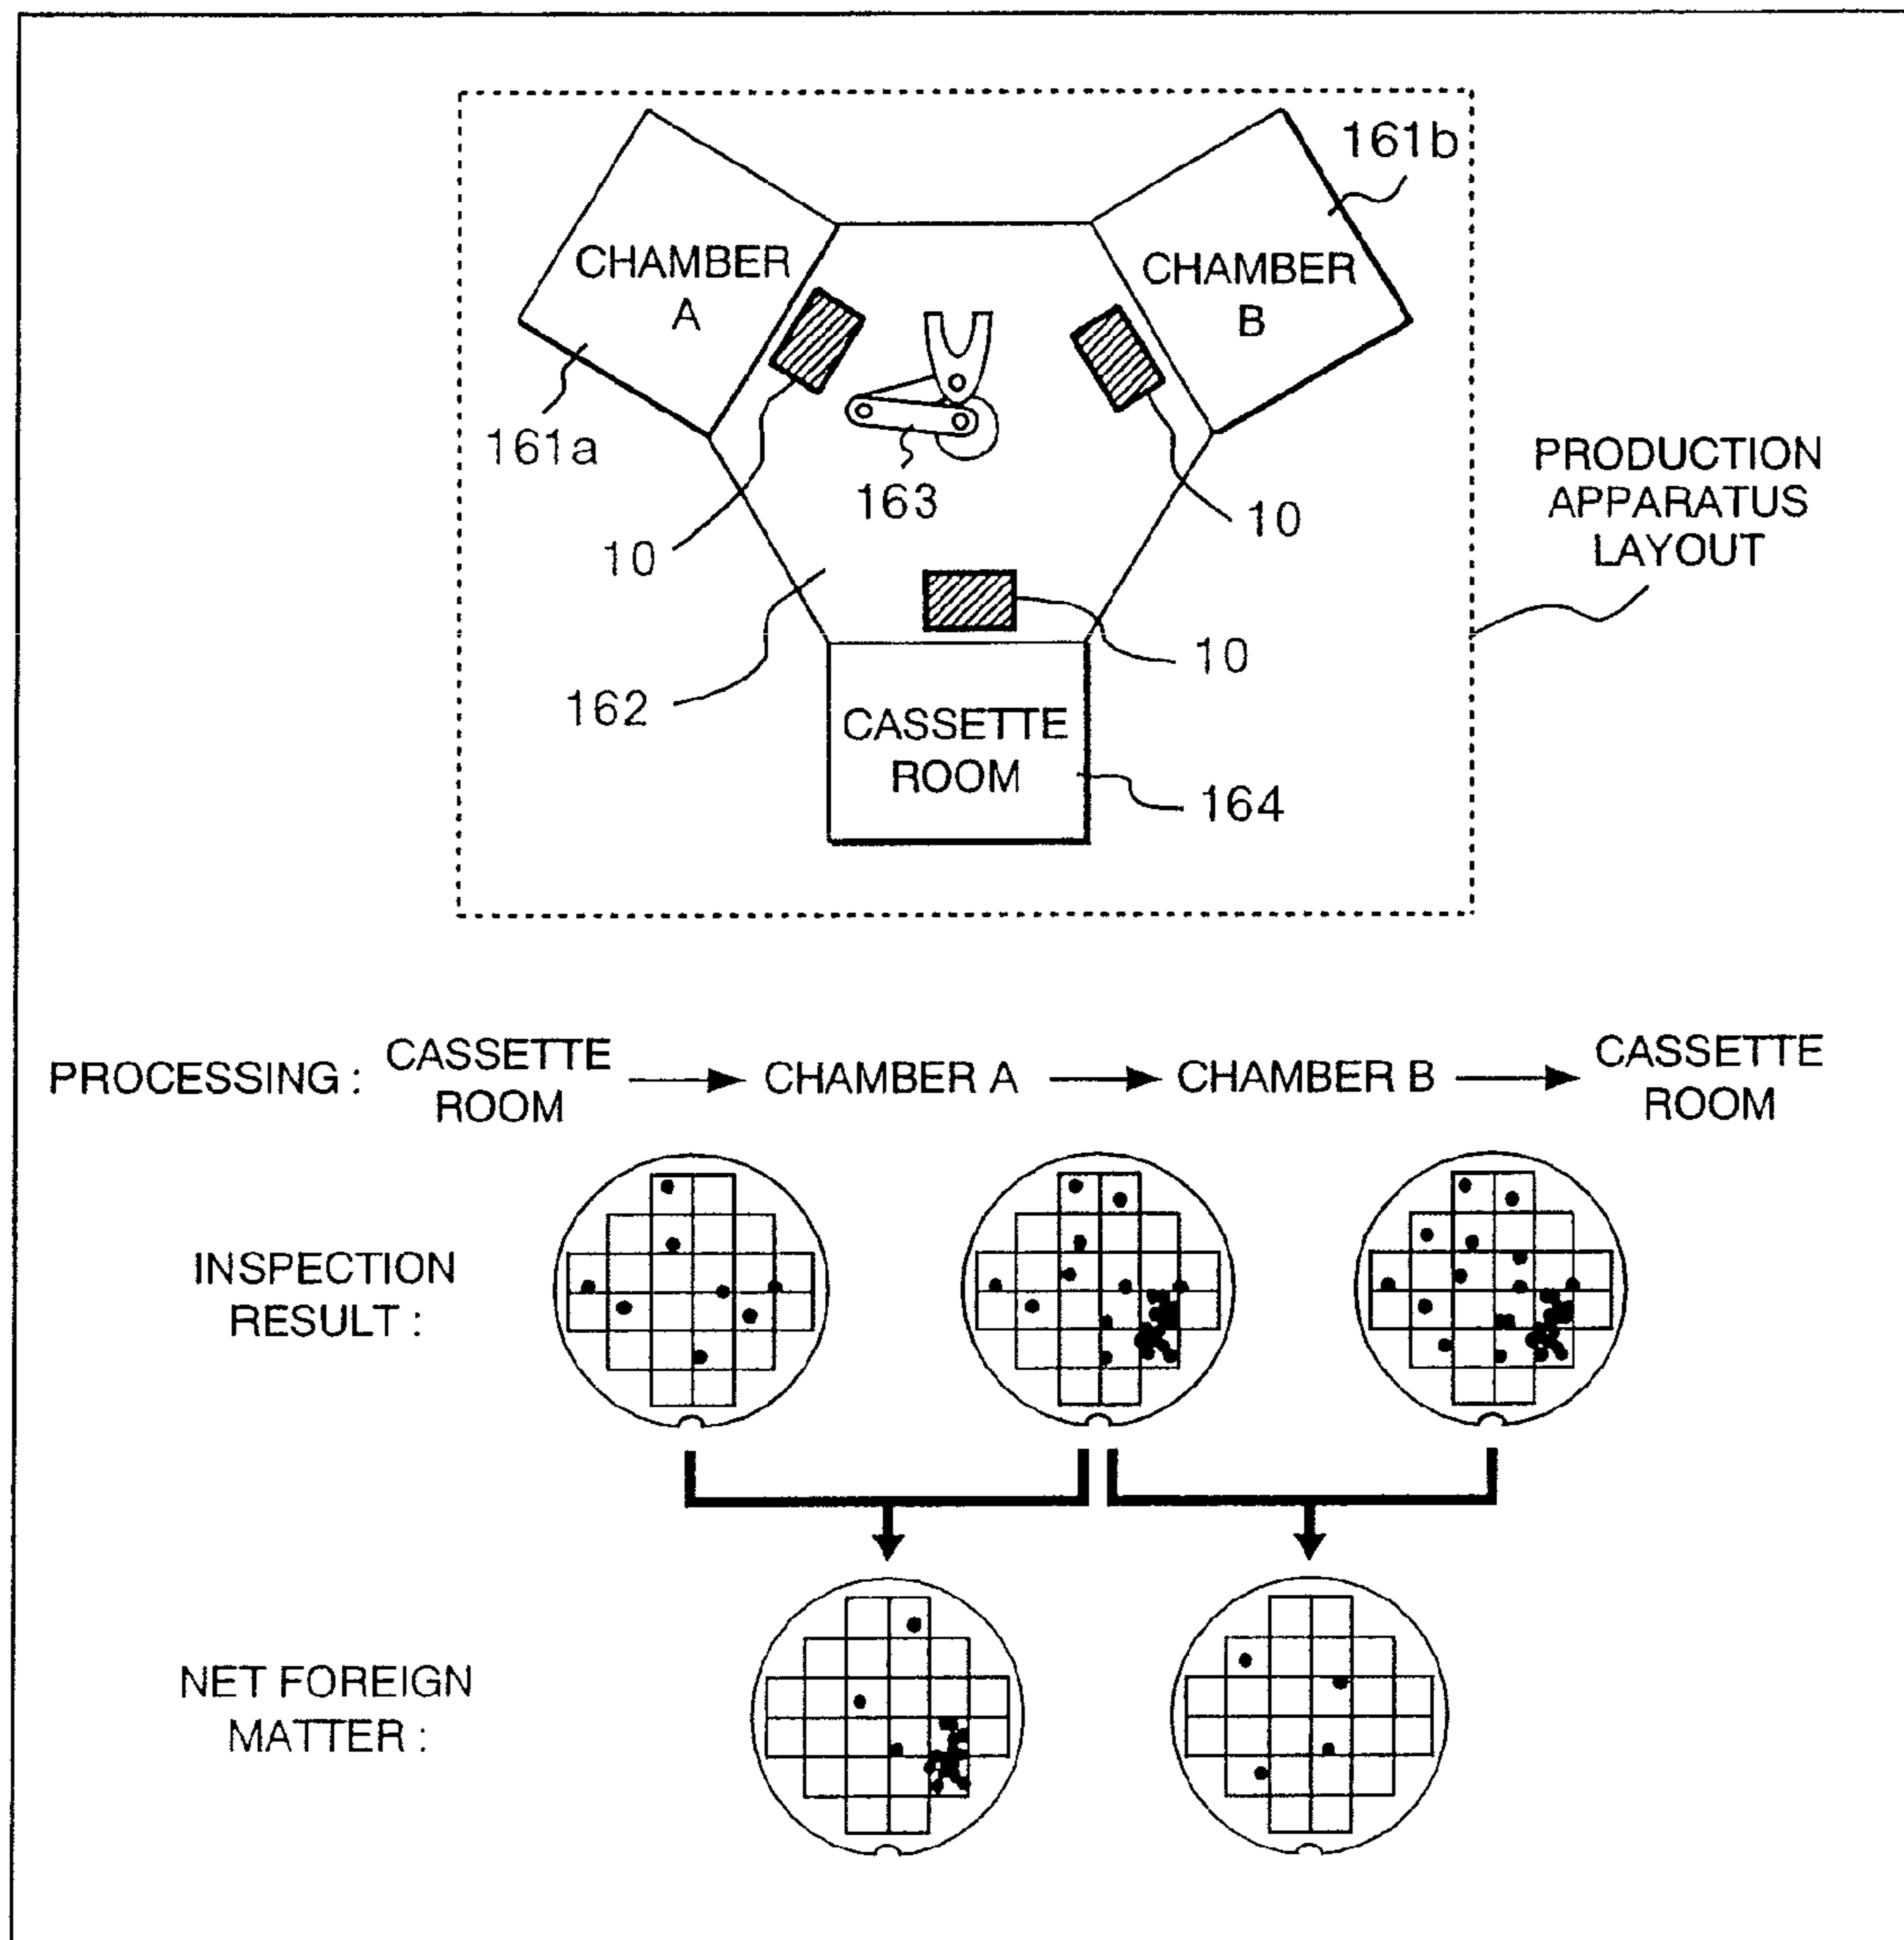 161b
CHAMBER
A
CHAMBER
B
161a
163
10
10
PRODUCTION
APPARATUS
LAYOUT
10
162
CASSETTE
ROOM
164
PROCESSING : CASSETTE ROOM CHAMBER A CHAMBER B CASSETTE ROOM
INSPECTION
RESULT :
NET FOREIGN
MATTER :